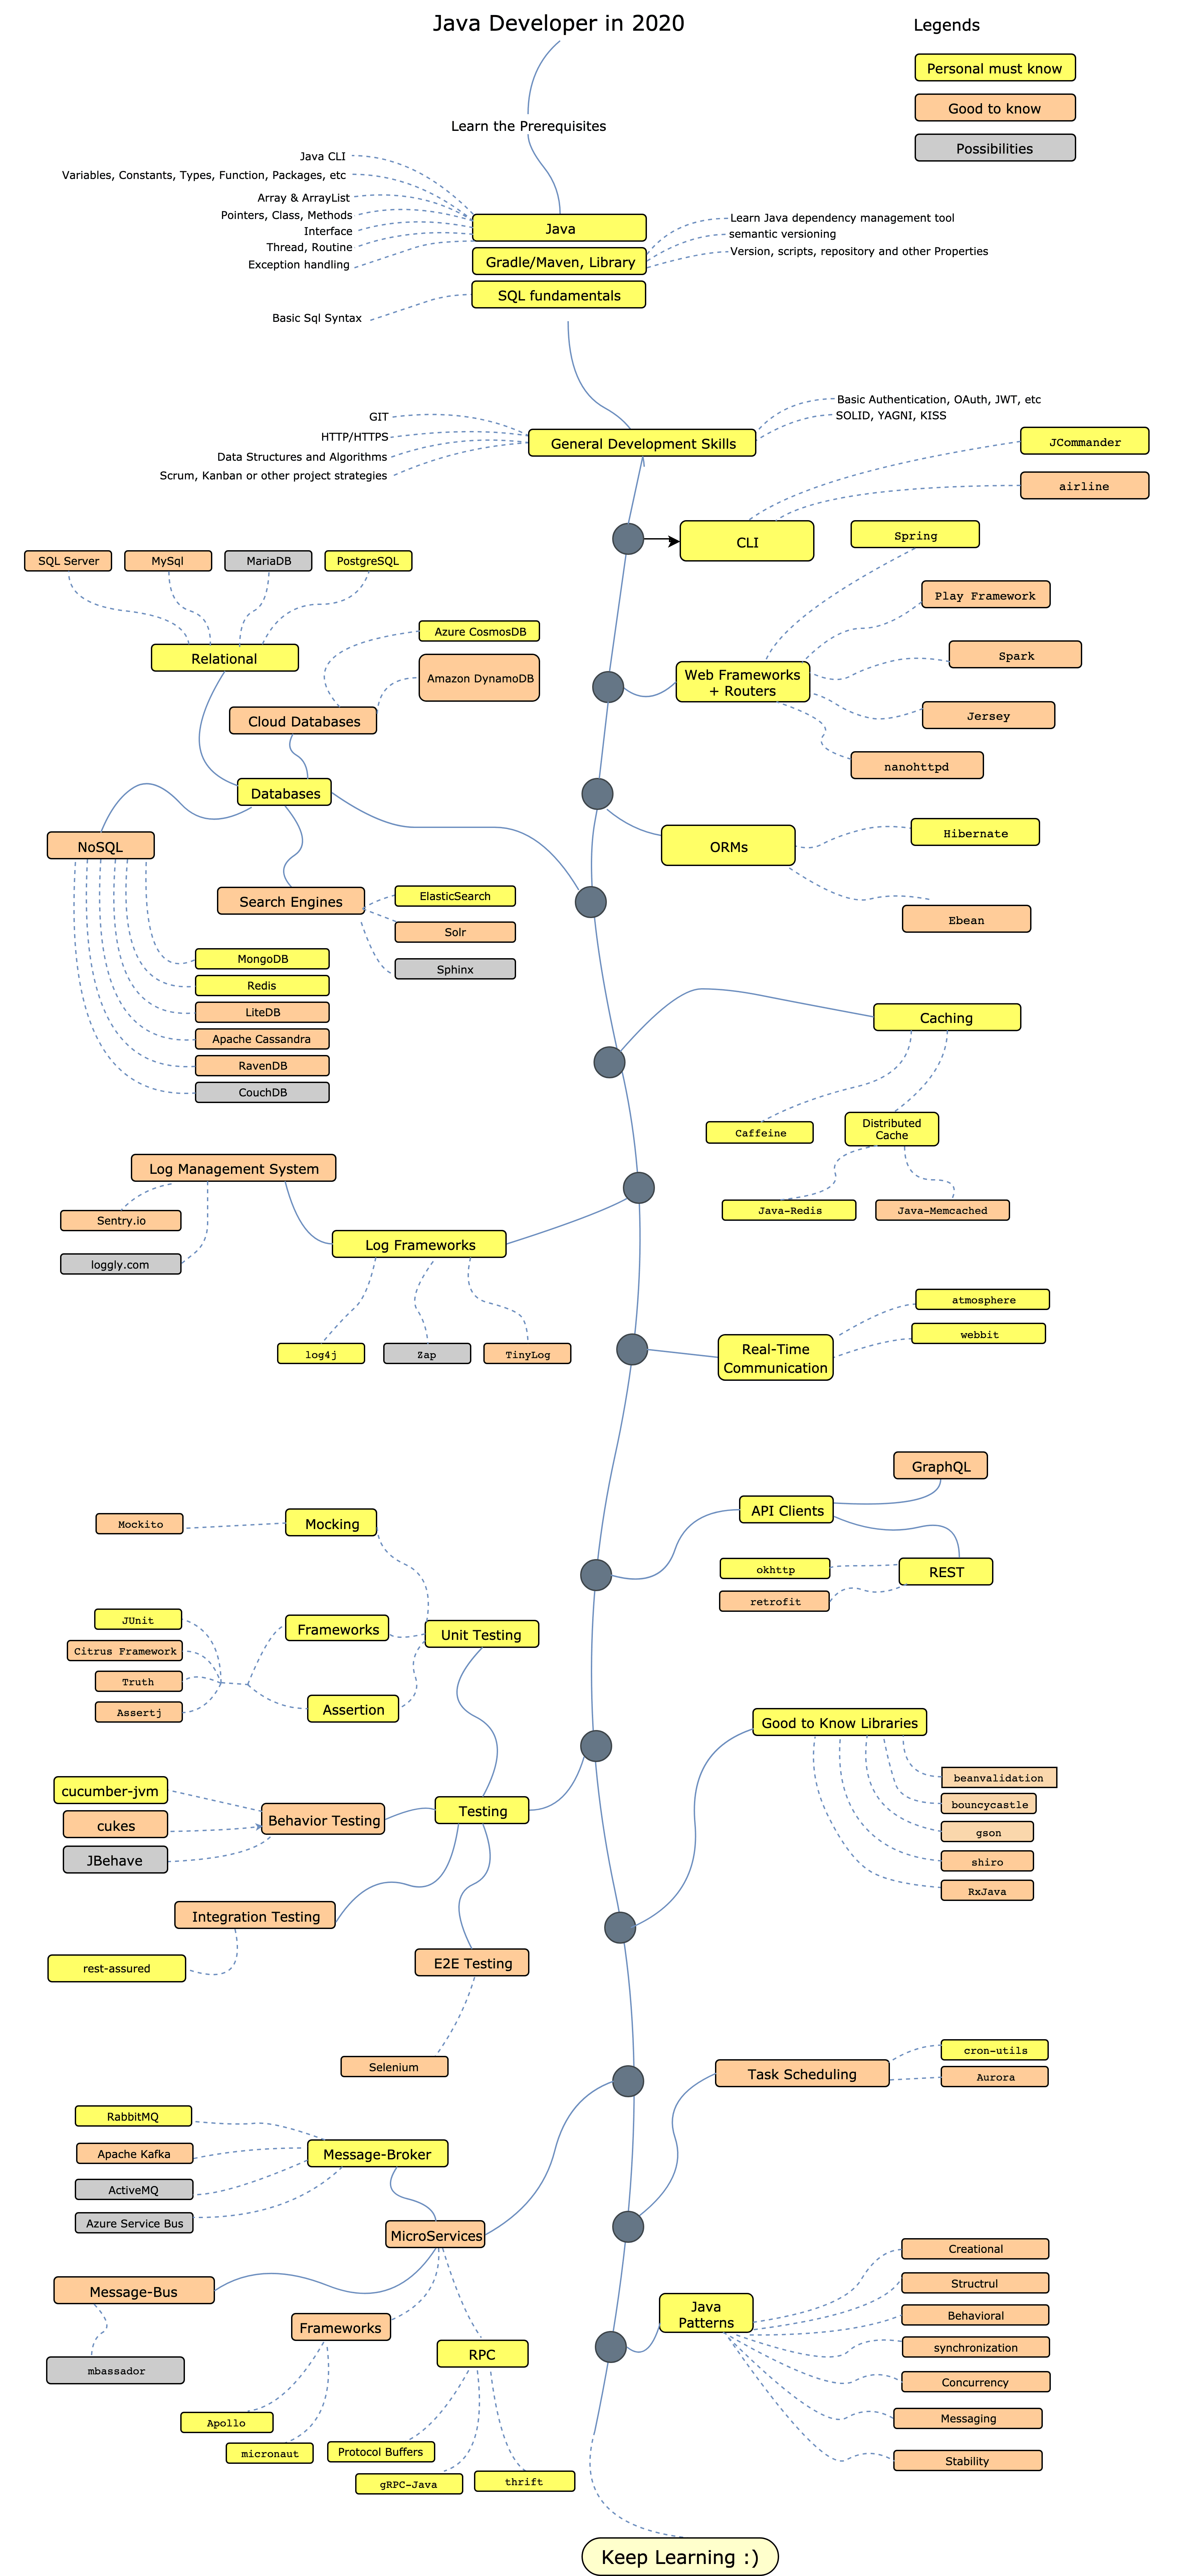 Java Developer in 2020
Legends
Personal must know
Good to know
Possibilities
Learn the Prerequisites
Java CLI
Variables, Constants, Types, Function, Packages, etc
Array & ArrayList
Pointers, Class, Methods
Interface
Thread, Routine
Exception handling
Java
Gradle/Maven, Library
SQL fundamentals
Learn Java dependency management tool
semantic versioning
Version, scripts, repository and other Properties
Basic Sql Syntax
GIT
HTTP/HTTPS
Data Structures and Algorithms
Scrum, Kanban or other project strategies
General Development Skills
Basic Authentication, OAuth, JWT, etc
SOLID, YAGNI, KISS
JCommander
airline
CLI
Spring
Play Framework
Spark
Jersey
nanohttpd
Web Frameworks
+ Routers
SQL Server
MySql
MariaDB
PostgreSQL
Relational
Azure CosmosDB
Amazon DynamoDB
Cloud Databases
Databases
NoSQL
Search Engines
ElasticSearch
Solr
Sphinx
MongoDB
Redis
LiteDB
Apache Cassandra
RavenDB
CouchDB
ORMs
Hibernate
Ebean
Caching
Caffeine
Distributed
Cache
Java-Redis
Java-Memcached
Log Management System
Sentry.io
loggly.com
Log Frameworks
log4j
Zap
TinyLog
atmosphere
webbit
Real-Time
Communication
GraphQL
API Clients
REST
okhttp
retrofit
Mockito
Mocking
JUnit
Citrus Framework
Truth
Assertj
Frameworks
Unit Testing
Assertion
Good to Know Libraries
beanvalidation
bouncycastle
gson
shiro
RxJava
cucumber-jvm
cukes
JBehave
Behavior Testing
Testing
Integration Testing
rest-assured
E2E Testing
Selenium
Task Scheduling
cron-utils
Aurora
RabbitMQ
Apache Kafka
ActiveMQ
Azure Service Bus
Message-Broker
MicroServices
Message-Bus
mbassador
Frameworks
RPC
Apollo
micronaut
Protocol Buffers
gRPC-Java
thrift
Java
Patterns
Creational
Structrul
Behavioral
synchronization
Concurrency
Messaging
Stability
Keep Learning :)